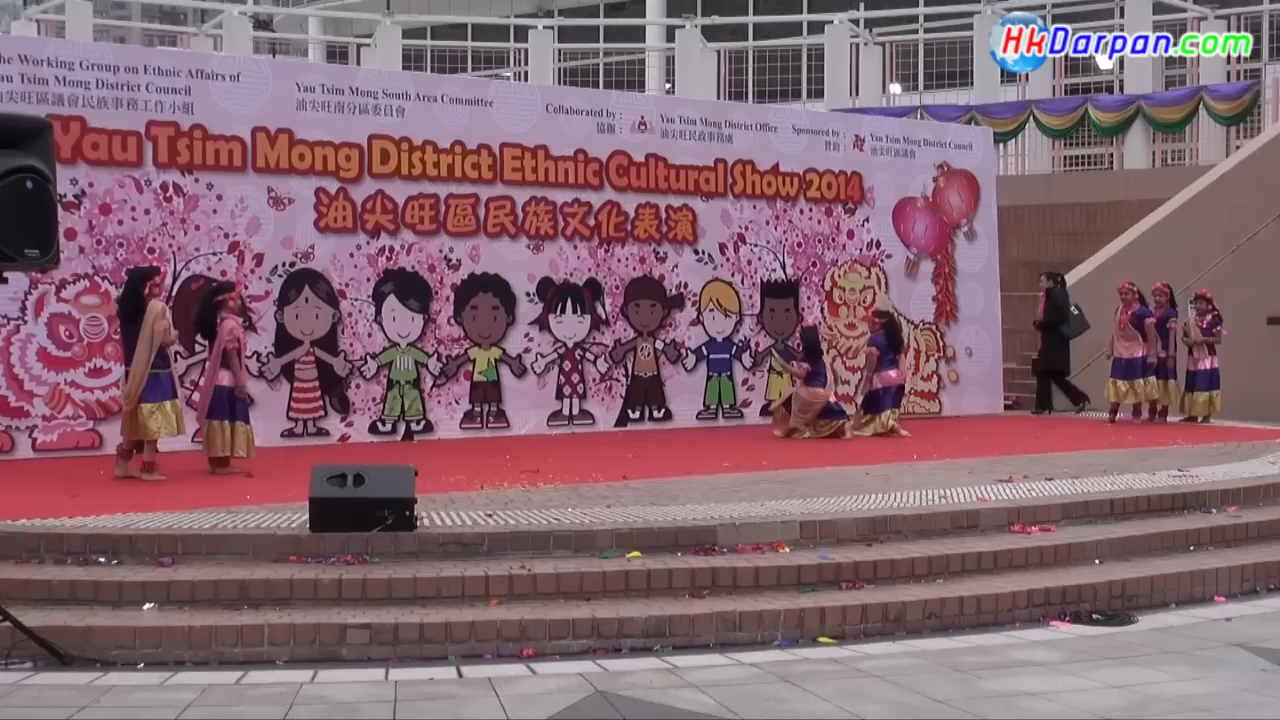 HkDarpan.com
he Working Group on Ethnic Affairs of
au Tsim Mong District Council
油尖旺區議會民族事務工作小組
Yau Tsim Mong South Area Committee
油尖旺南分區委員會
Collaborated by :
協辦 :
Yau Tsim Mong District Office
油尖旺民政事務處
Sponsored by :
贊助 :
Yau Tsim Mong District Council
油尖旺區議會
Yau Tsim Mong District Ethnic Cultural Show 2014
油尖旺區民族文化表演